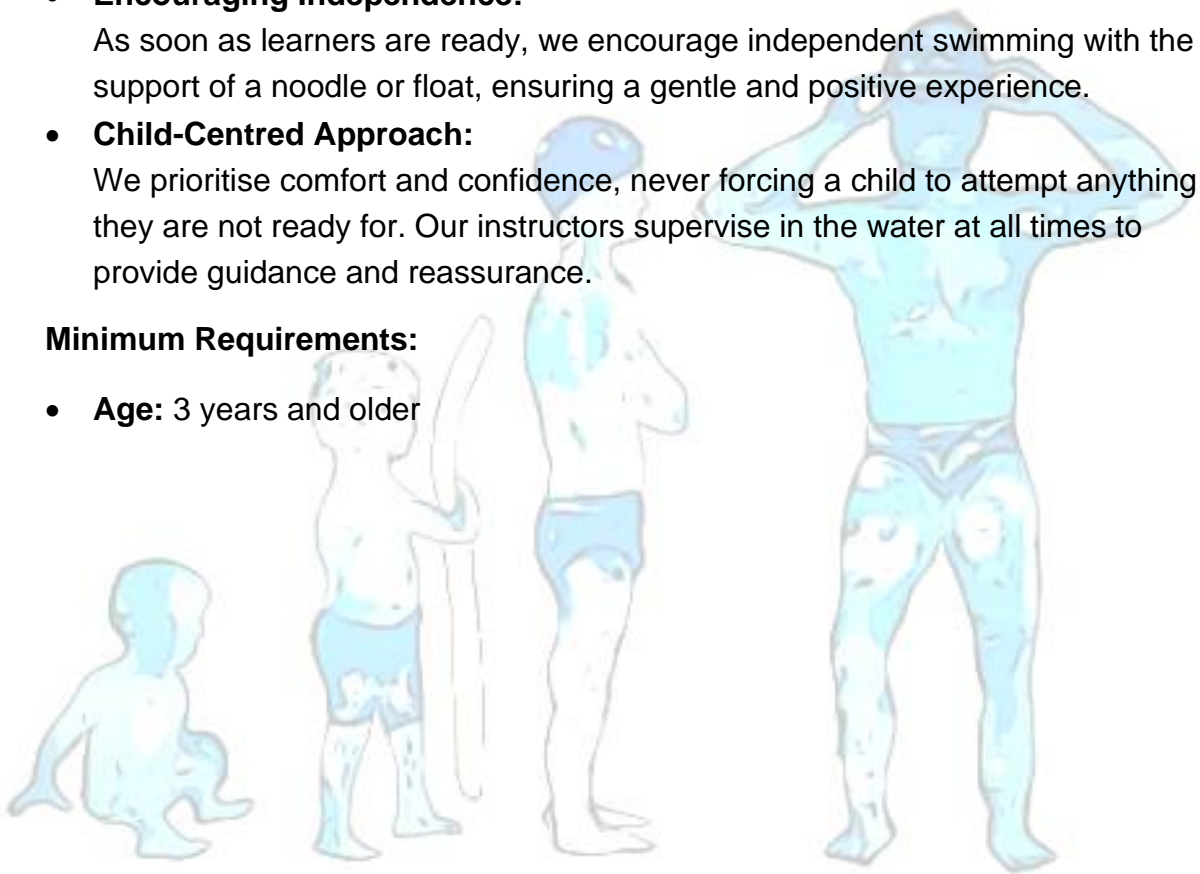 • Encouraging Independence:
As soon as learners are ready, we encourage independent swimming with the
support of a noodle or float, ensuring a gentle and positive experience.
• Child-Centred Approach:
We prioritise comfort and confidence, never forcing a child to attempt anything
they are not ready for. Our instructors supervise in the water at all times to
provide guidance and reassurance.
Minimum Requirements:
• Age: 3 years and older